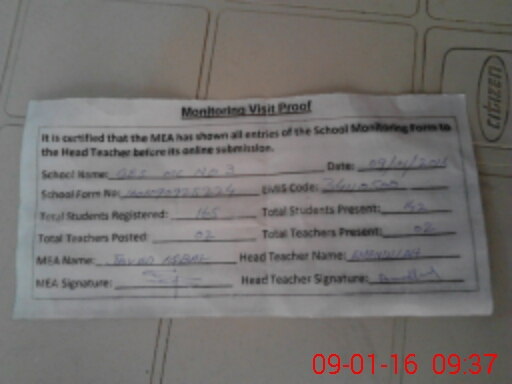 citizen
Monitoring Visit Proof
It is certified that the MEA has shown all entries of the School Monitoring Form to
the Head Teacher before its online submission.
School Name: NO 3 Date: 09/01/2016
School Form No: EMIS Code:
Total Students Registered: 165 Total Students Present:
Total Teachers Posted: 02 Total Teachers Present: 02
MEA Name: Head Teacher Name:
MEA Signature: Head Teacher Signature:
09-01-16 09:37